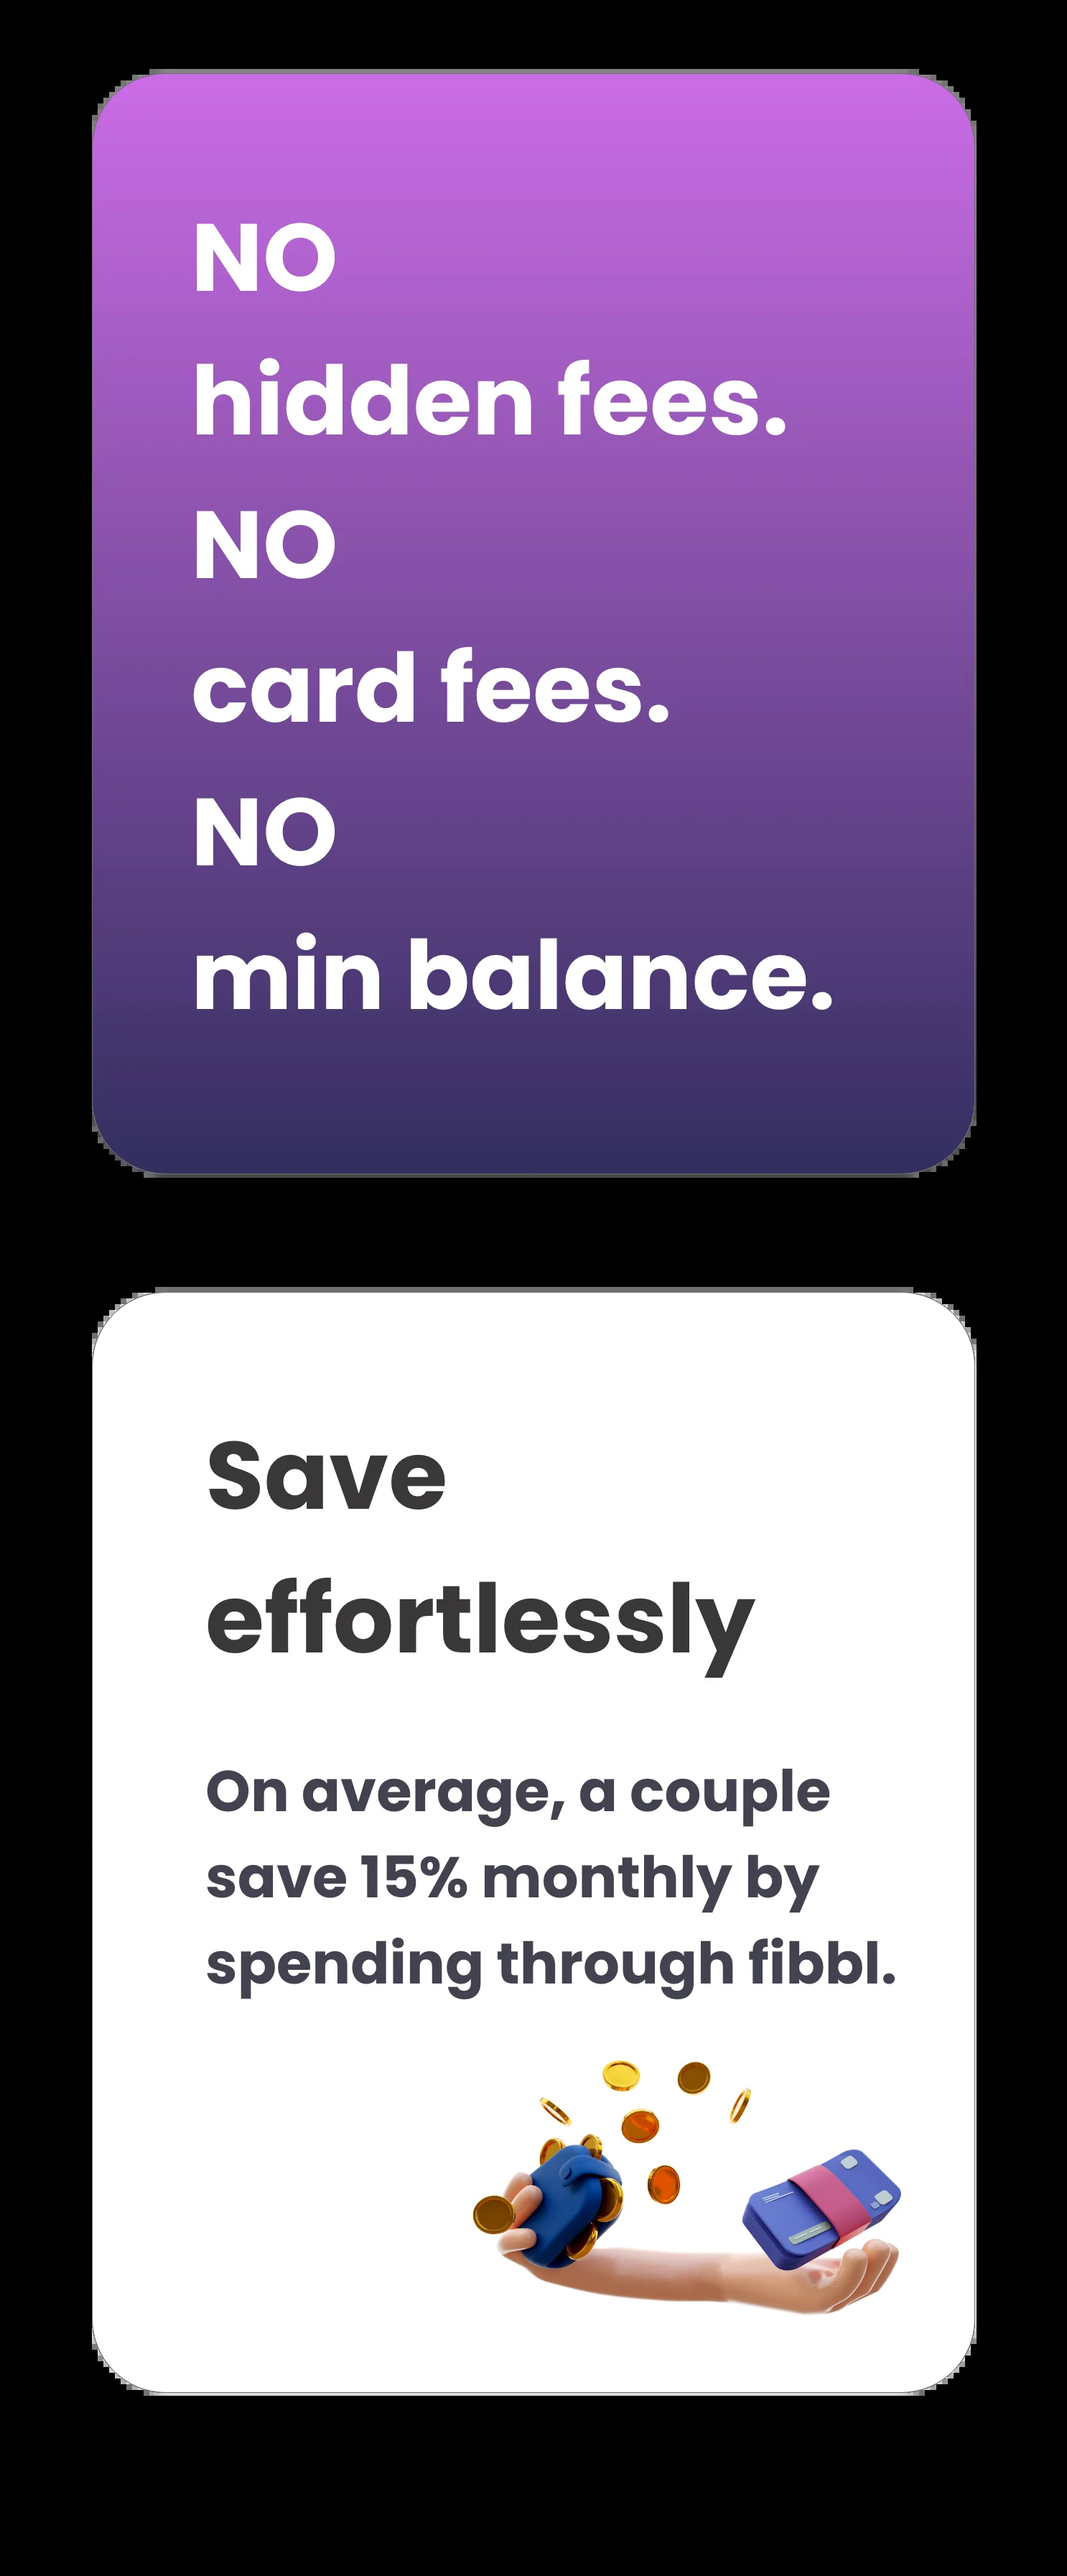 NO
hidden fees.
NO
card fees.
NO
min balance.
Save
effortlessly
On average, a couple
save 15% monthly by
spending through fibbl.